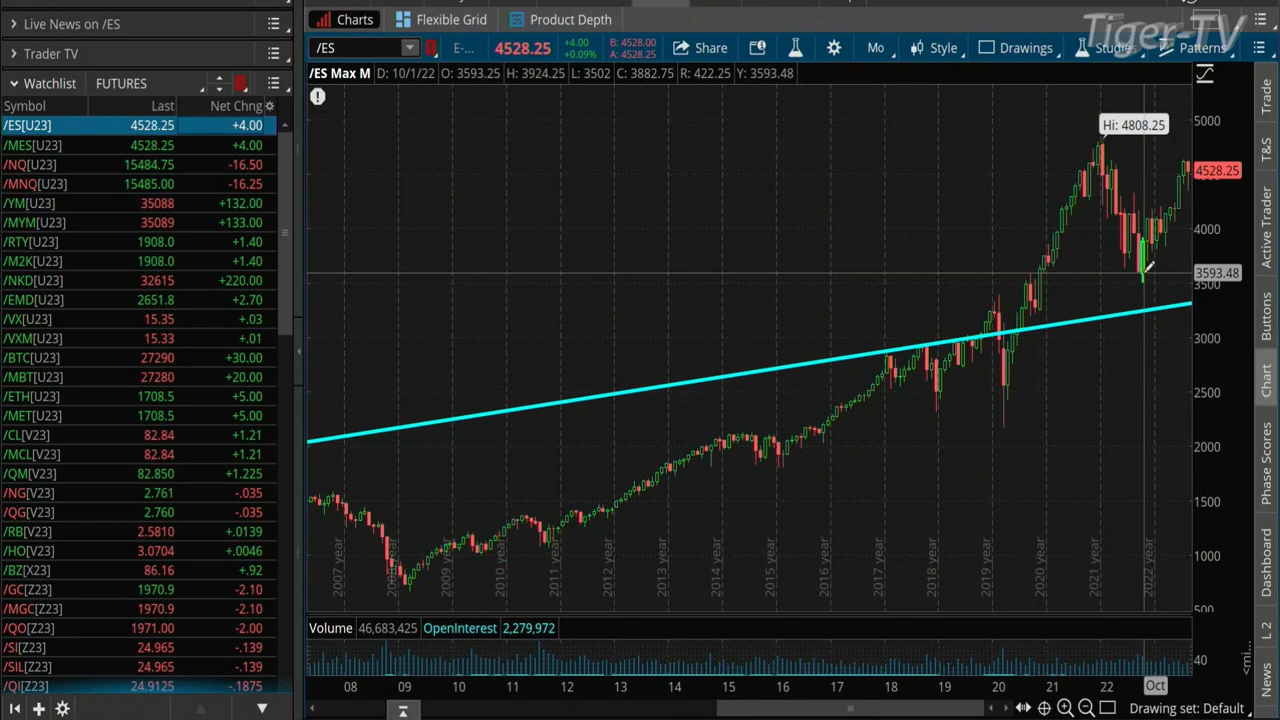 Live News on /ES
Trader TV
Watchlist FUTURES
Symbol Last Net Chng
/ES[U23] 4528.25 +4.00
/MES[U23] 4528.25 +4.00
/NQ[U23] 15484.75 -16.50
/MNQ[U23] 15485.00 -16.25
/YM[U23] 35088 +132.00
/MYM[U23] 35089 +133.00
/RTY[U23] 1908.0 +1.40
/M2K[U23] 1908.0 +1.40
/NKD[U23] 32615 +220.00
/EMD[U23] 2651.8 +2.70
/VX[U23] 15.35 +.03
/VXM[U23] 15.33 +.01
/BTC[U23] 27290 +30.00
/MBT[U23] 27280 +20.00
/ETH[U23] 1708.5 +5.00
/MET[U23] 1708.5 +5.00
/CL[V23] 82.84 +1.21
/MCL[V23] 82.84 +1.21
/QM[V23] 82.850 +1.225
/NG[V23] 2.761 -.035
/QG[V23] 2.760 -.035
/RB[V23] 2.5810 +.0139
/HO[V23] 3.0704 +.0046
/BZ[X23] 86.16 +.92
/GC[Z23] 1970.9 -2.10
/MGC[Z23] 1970.9 -2.10
/QO[Z23] 1971.00 -2.00
/SI[Z23] 24.965 -.139
/SIL[Z23] 24.965 -.139
/QI[Z23] 24.9125 -.1875
Charts Flexible Grid Product Depth
Tiger-TV
/ES E-... 4528.25 +4.00 +0.09% B: 4528.00 A: 4528.25 Share Mo Style Drawings Studies Patterns
/ES Max M D: 10/1/22 O: 3593.25 H: 3924.25 L: 3502 C: 3882.75 R: 422.25 Y: 3593.48
Hi: 4808.25
5000
4528.25
4000
3593.48
3500
3000
2500
2000
1500
1000
500
2007 year
2009 year
2010 year
2011 year
2012 year
2013 year
2014 year
2015 year
2016 year
2017 year
2018 year
2019 year
2020 year
2021 year
2022 year
Volume 46,683,425 OpenInterest 2,279,972
40
<mi...
08 09 10 11 12 13 14 15 16 17 18 19 20 21 22 Oct
Drawing set: Default
Trade
T&S
Active Trader
Buttons
Chart
Phase Scores
Dashboard
L 2
News